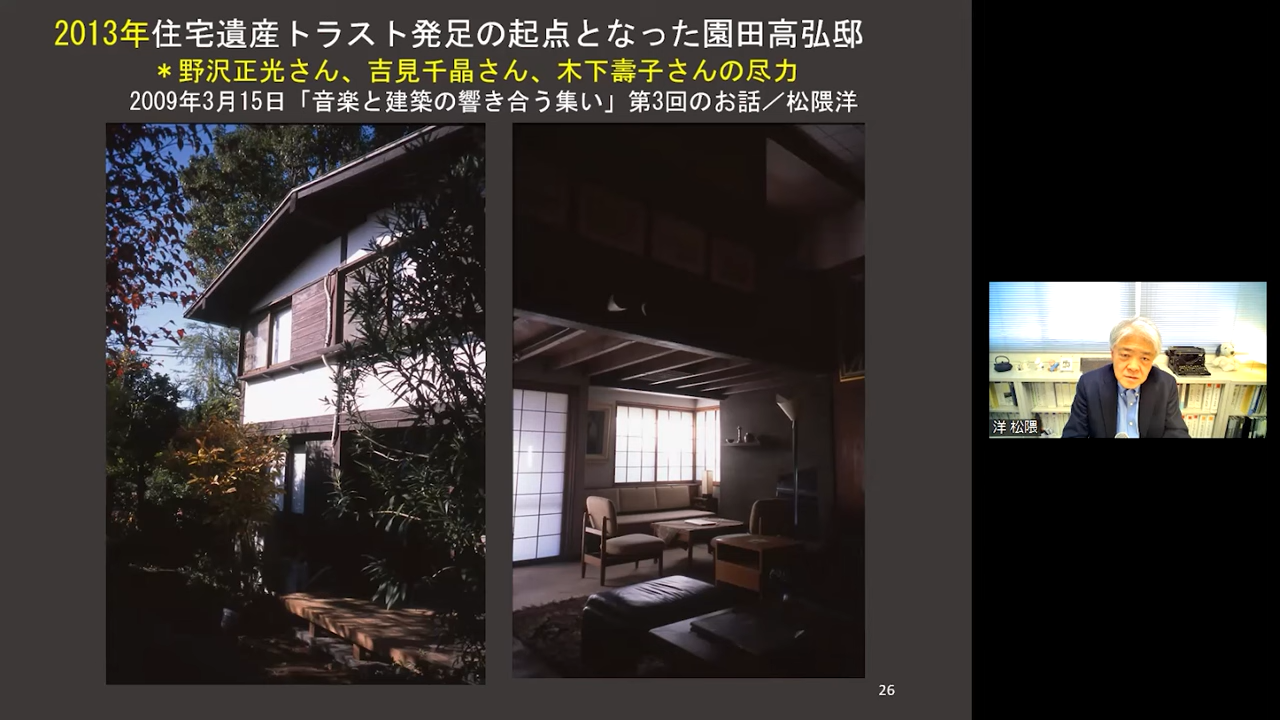 2013年住宅遺産トラスト発足の起点となった園田高弘邸
＊野沢正光さん、吉見千晶さん、木下壽子さんの尽力
2009年3月15日「音楽と建築の響き合う集い」第3回のお話／松隈洋
洋 松隈
26